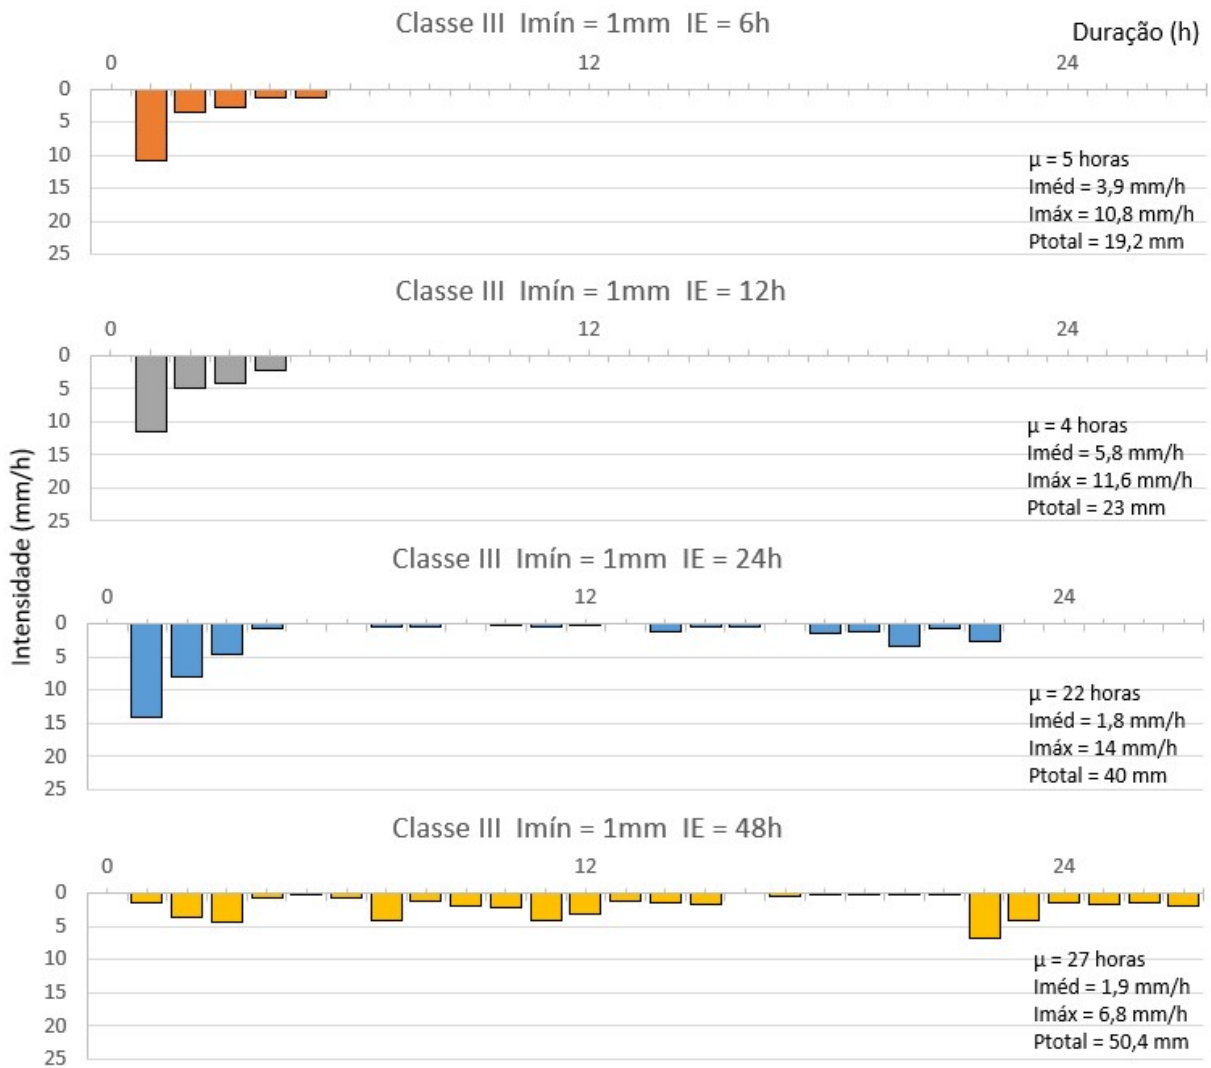 Classe III  Imín = 1mm  IE = 6h
Duração (h)
0 12 24
0
5
10
15
20
25
μ = 5 horas
Iméd = 3,9 mm/h
Imáx = 10,8 mm/h
Ptotal = 19,2 mm
Classe III  Imín = 1mm  IE = 12h
0 12 24
0
5
10
15
20
25
μ = 4 horas
Iméd = 5,8 mm/h
Imáx = 11,6 mm/h
Ptotal = 23 mm
Intensidade (mm/h)
Classe III  Imín = 1mm  IE = 24h
0 12 24
0
5
10
15
20
25
μ = 22 horas
Iméd = 1,8 mm/h
Imáx = 14 mm/h
Ptotal = 40 mm
Classe III  Imín = 1mm  IE = 48h
0 12 24
0
5
10
15
20
25
μ = 27 horas
Iméd = 1,9 mm/h
Imáx = 6,8 mm/h
Ptotal = 50,4 mm